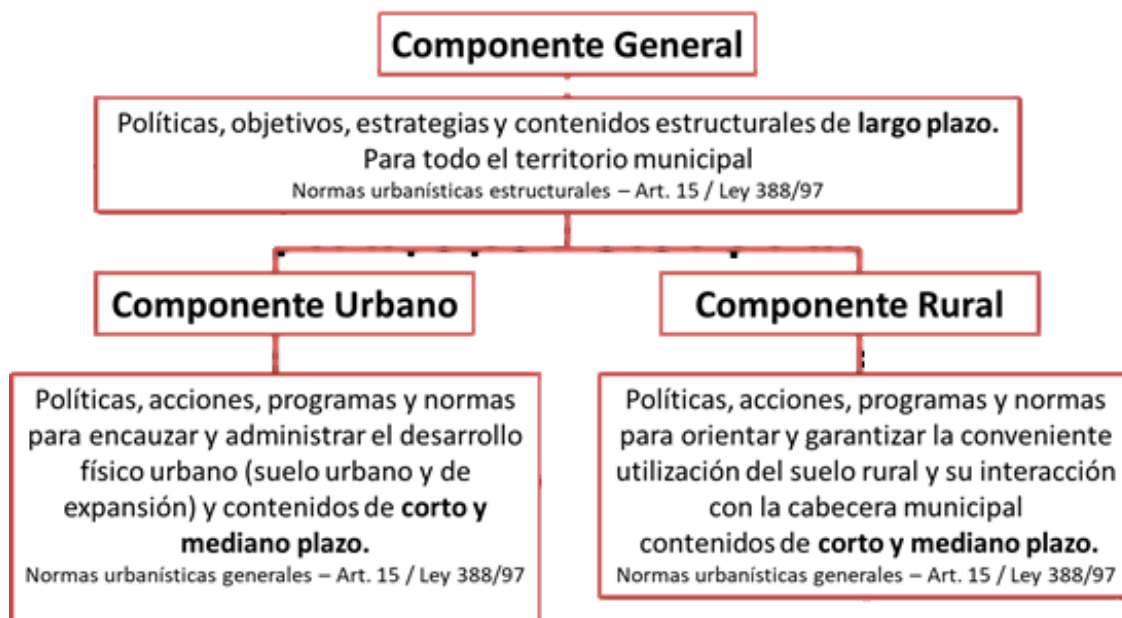 Componente General
Políticas, objetivos, estrategias y contenidos estructurales de largo plazo.
Para todo el territorio municipal
Normas urbanísticas estructurales – Art. 15 / Ley 388/97
Componente Urbano
Políticas, acciones, programas y normas
para encauzar y administrar el desarrollo
físico urbano (suelo urbano y de
expansión) y contenidos de corto y
mediano plazo.
Normas urbanísticas generales – Art. 15 / Ley 388/97
Componente Rural
Políticas, acciones, programas y normas
para orientar y garantizar la conveniente
utilización del suelo rural y su interacción
con la cabecera municipal
contenidos de corto y mediano plazo.
Normas urbanísticas generales – Art. 15 / Ley 388/97